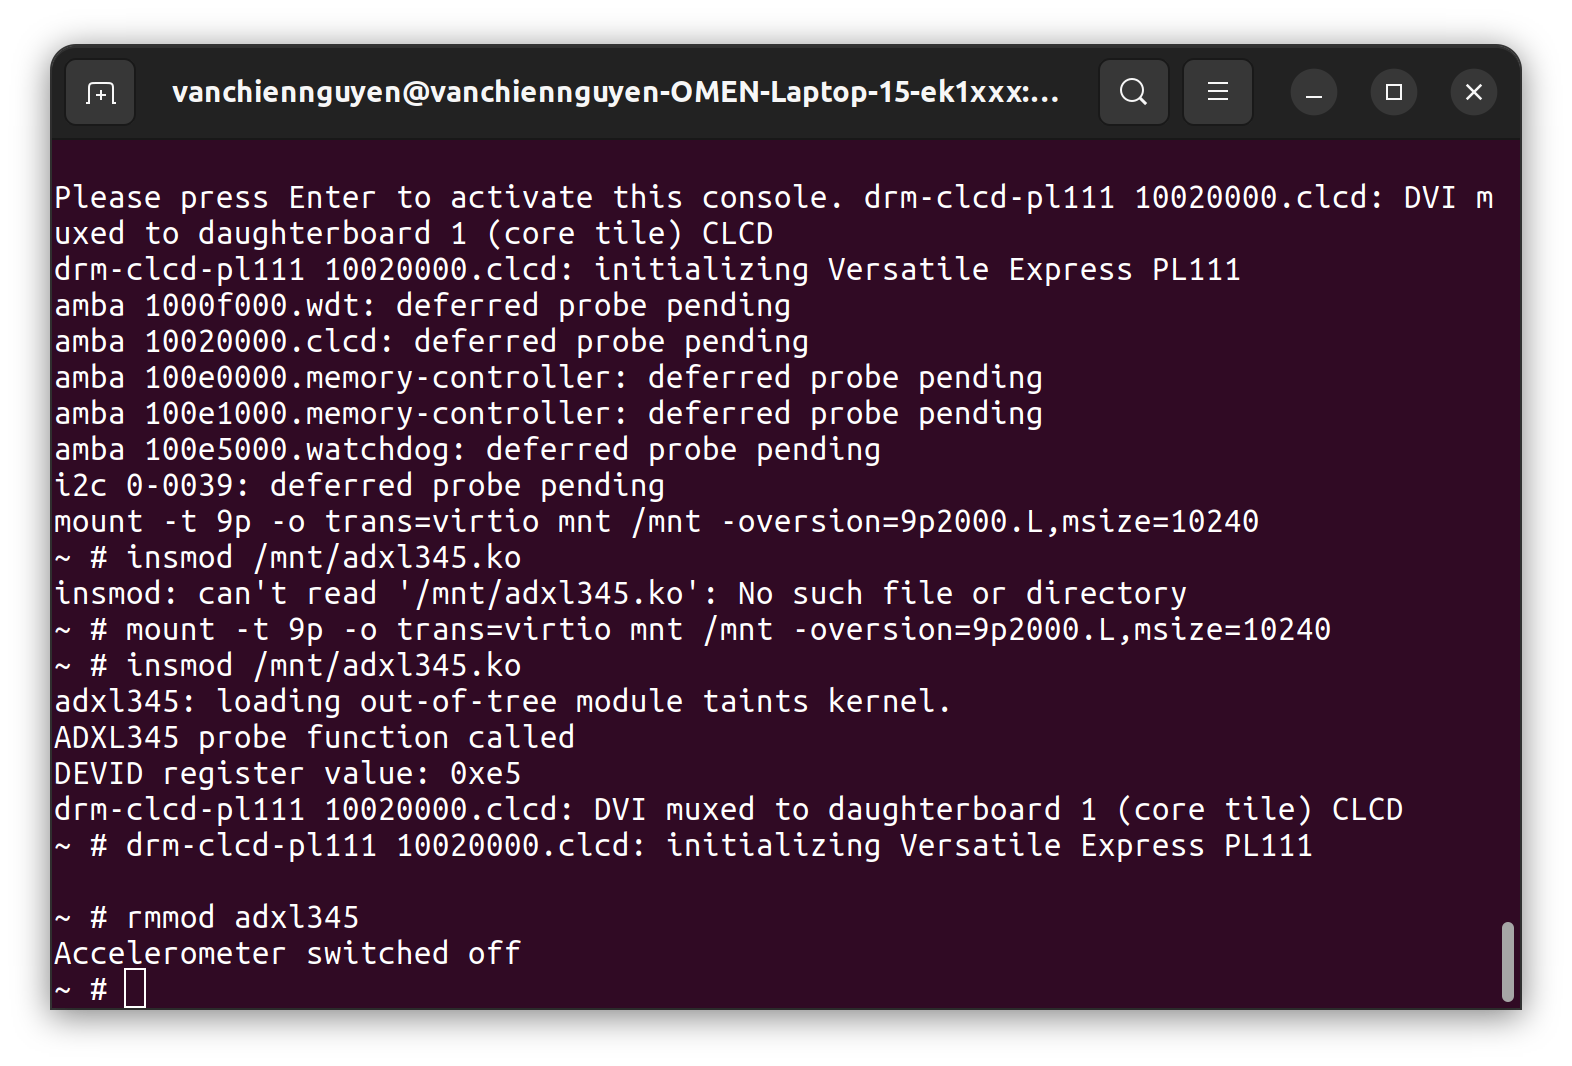 vanchiennguyen@vanchiennguyen-OMEN-Laptop-15-ek1xxx:...
Please press Enter to activate this console. drm-clcd-pl111 10020000.clcd: DVI m
uxed to daughterboard 1 (core tile) CLCD
drm-clcd-pl111 10020000.clcd: initializing Versatile Express PL111
amba 1000f000.wdt: deferred probe pending
amba 10020000.clcd: deferred probe pending
amba 100e0000.memory-controller: deferred probe pending
amba 100e1000.memory-controller: deferred probe pending
amba 100e5000.watchdog: deferred probe pending
i2c 0-0039: deferred probe pending
mount -t 9p -o trans=virtio mnt /mnt -oversion=9p2000.L,msize=10240
~ # insmod /mnt/adxl345.ko
insmod: can't read '/mnt/adxl345.ko': No such file or directory
~ # mount -t 9p -o trans=virtio mnt /mnt -oversion=9p2000.L,msize=10240
~ # insmod /mnt/adxl345.ko
adxl345: loading out-of-tree module taints kernel.
ADXL345 probe function called
DEVID register value: 0xe5
drm-clcd-pl111 10020000.clcd: DVI muxed to daughterboard 1 (core tile) CLCD
~ # drm-clcd-pl111 10020000.clcd: initializing Versatile Express PL111
~ # rmmod adxl345
Accelerometer switched off
~ #